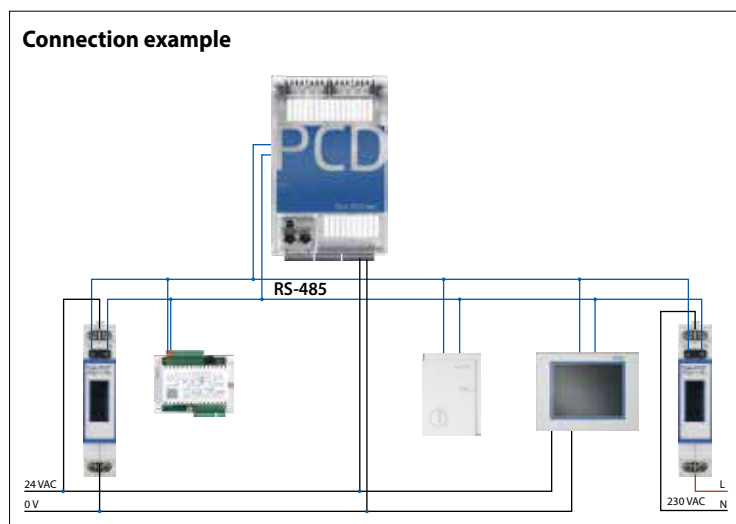 Connection example
PCD
RS-485
24 VAC
0 V
L
230 VAC
N